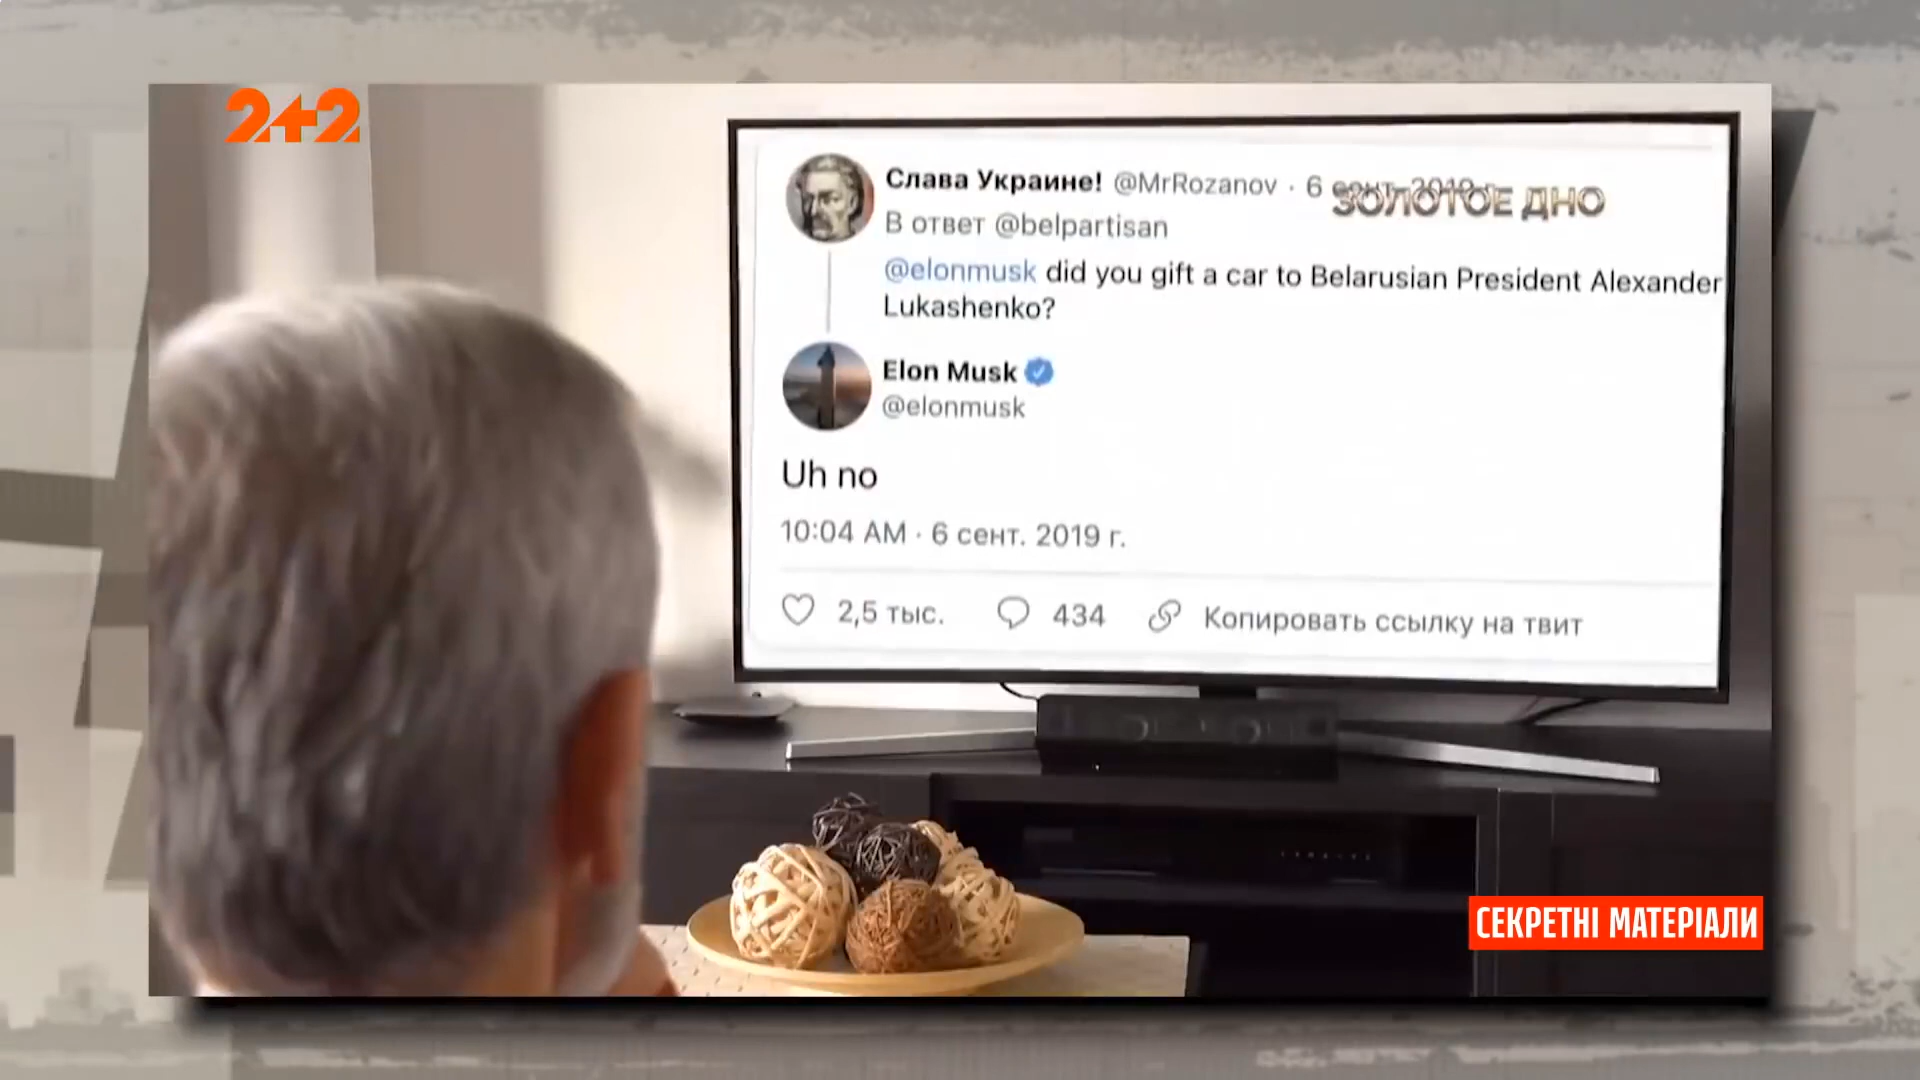 2+2
Слава Украине! @MrRozanov · 6 сент. 2019 г.
ЗОЛОТОЕ ДНО
В ответ @belpartisan
@elonmusk did you gift a car to Belarusian President Alexander
Lukashenko?
Elon Musk
@elonmusk
Uh no
10:04 AM · 6 сент. 2019 г.
2,5 тыс. 434 Копировать ссылку на твит
СЕКРЕТНІ МАТЕРІАЛИ